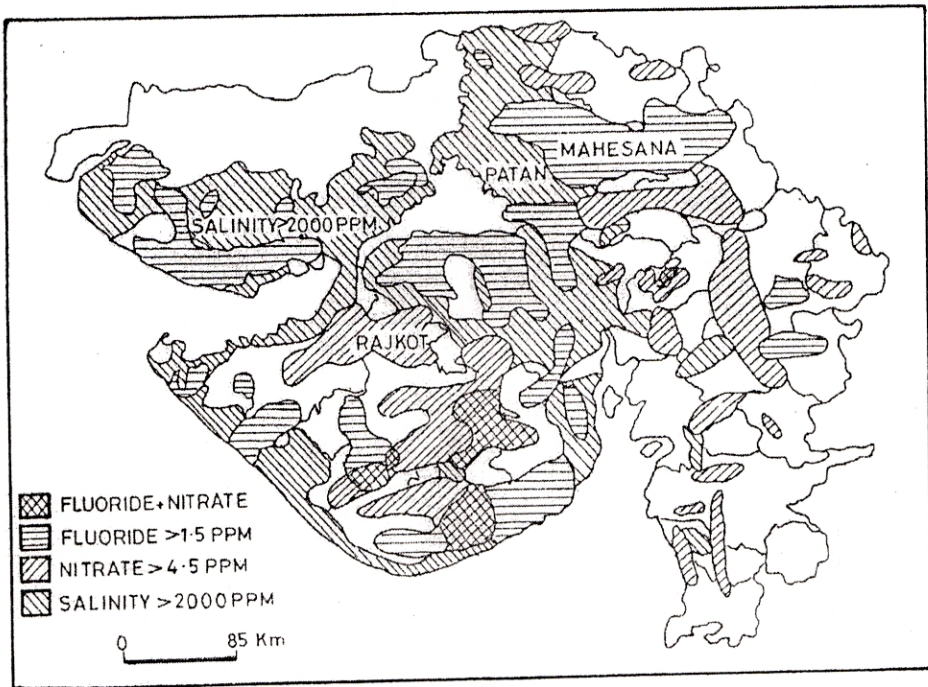 MAHESANA
PATAN
SALINITY>2000 PPM
RAJKOT
FLUORIDE+NITRATE
FLUORIDE >1·5 PPM
NITRATE > 4·5 PPM
SALINITY > 2000 PPM
0 85 Km